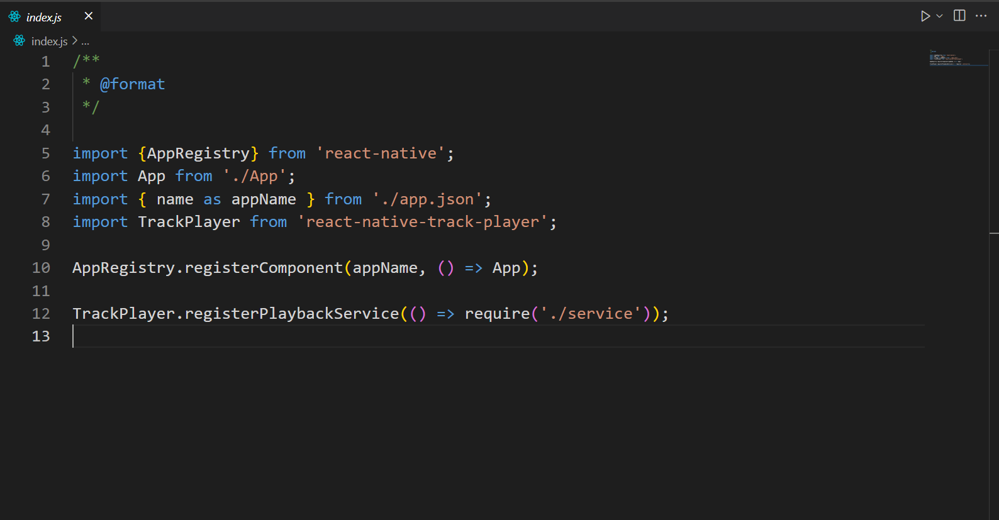 index.js
index.js > ...
1 /**
2 * @format
3 */
4
5 import {AppRegistry} from 'react-native';
6 import App from './App';
7 import { name as appName } from './app.json';
8 import TrackPlayer from 'react-native-track-player';
9
10 AppRegistry.registerComponent(appName, () => App);
11
12 TrackPlayer.registerPlaybackService(() => require('./service'));
13